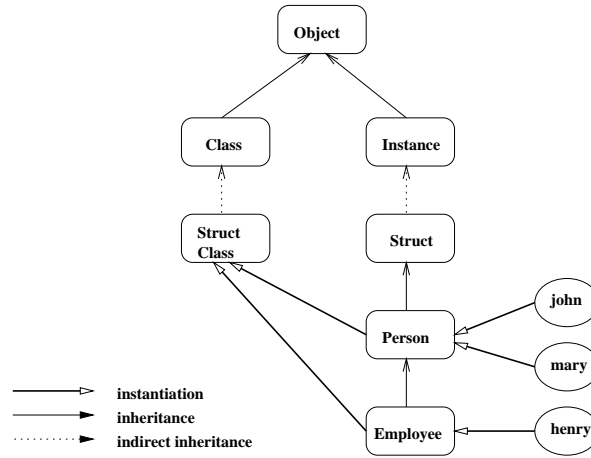 Object
Class
Instance
Struct
Class
Struct
john
Person
mary
instantiation
inheritance
indirect inheritance
Employee
henry